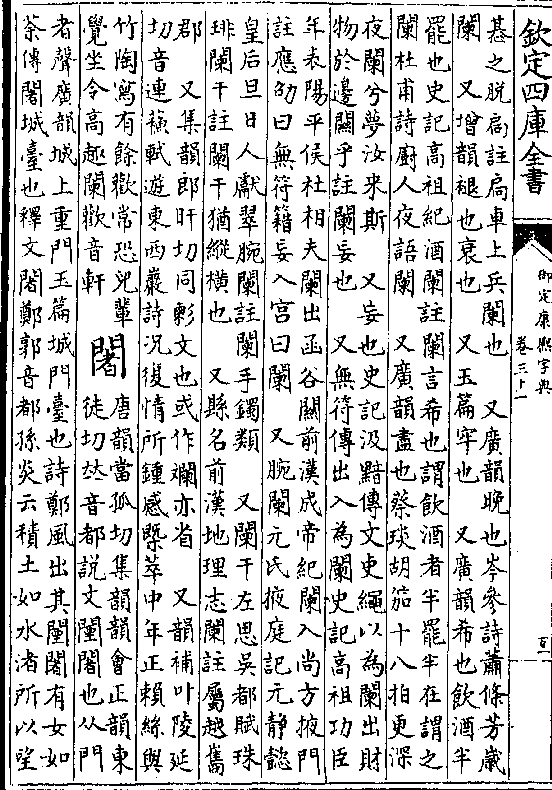 欽定四庫全書
御定康熙字典
卷三十一
惎之脱扃註扃車上兵闌也 又廣韻晚也岑參詩蕭條芳歲
闌 又增韻褪也衰也 又玉篇牢也 又廣韻希也飲酒半
罷也史記高祖紀酒闌註闌言希也謂飲酒者半罷半在謂之
闌杜甫詩廚人夜語闌 又廣韻盡也蔡琰胡笳十八拍更深
夜闌兮夢汝來斯 又妄也史記汲黯傳文吏繩以為闌出財
物於邊關乎註闌妄也 又無符傳出入為闌史記高祖功臣
年表陽平侯杜相夫闌出函谷關前漢成帝紀闌入尚方掖門
註應劭曰無符籍妄入宫曰闌 又腕闌元氏掖庭記元静懿
皇后旦日人獻翠腕闌註闌手鐲類 又闌干左思吳都賦珠
琲闌干註闌干猶縱横也 又縣名前漢地理志闌註屬越嶲
郡 又集韻郎旰切同㪍文也或作斕亦省 又韻補叶陵延
切音連蘇軾遊東西巖詩況復情所鍾感槩萃中年正賴絲與
竹陶寫有餘歡常恐兒輩
覺坐令高趣闌歡音軒
闍
唐韻當孤切集韻韻會正韻東
徒切𠀤音都説文闉闍也从門
者聲廣韻城上重門玉篇城門臺也詩鄭風出其闉闍有女如
荼傳闍城臺也釋文闍鄭郭音都孫炎云積土如水渚所以望